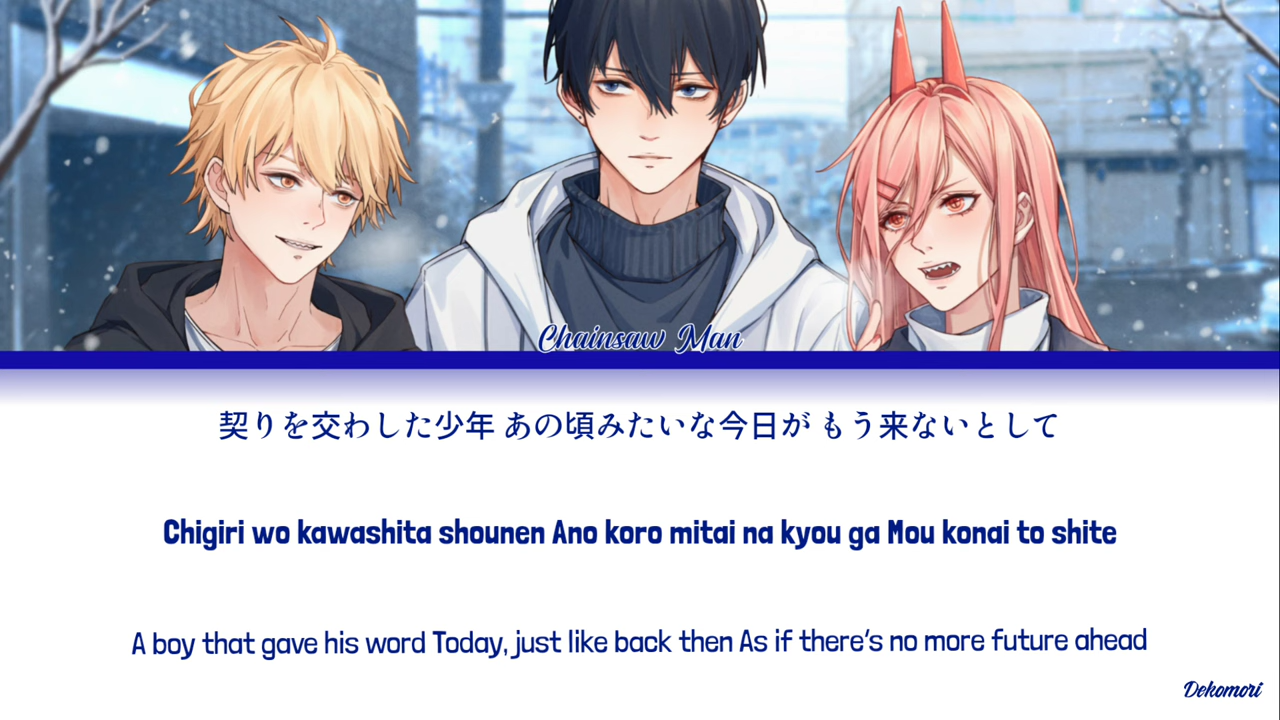 Chainsaw Man
契りを交わした少年 あの頃みたいな今日が もう来ないとして
Chigiri wo kawashita shounen Ano koro mitai na kyou ga Mou konai to shite
A boy that gave his word Today, just like back then As if there's no more future ahead
Dekomori